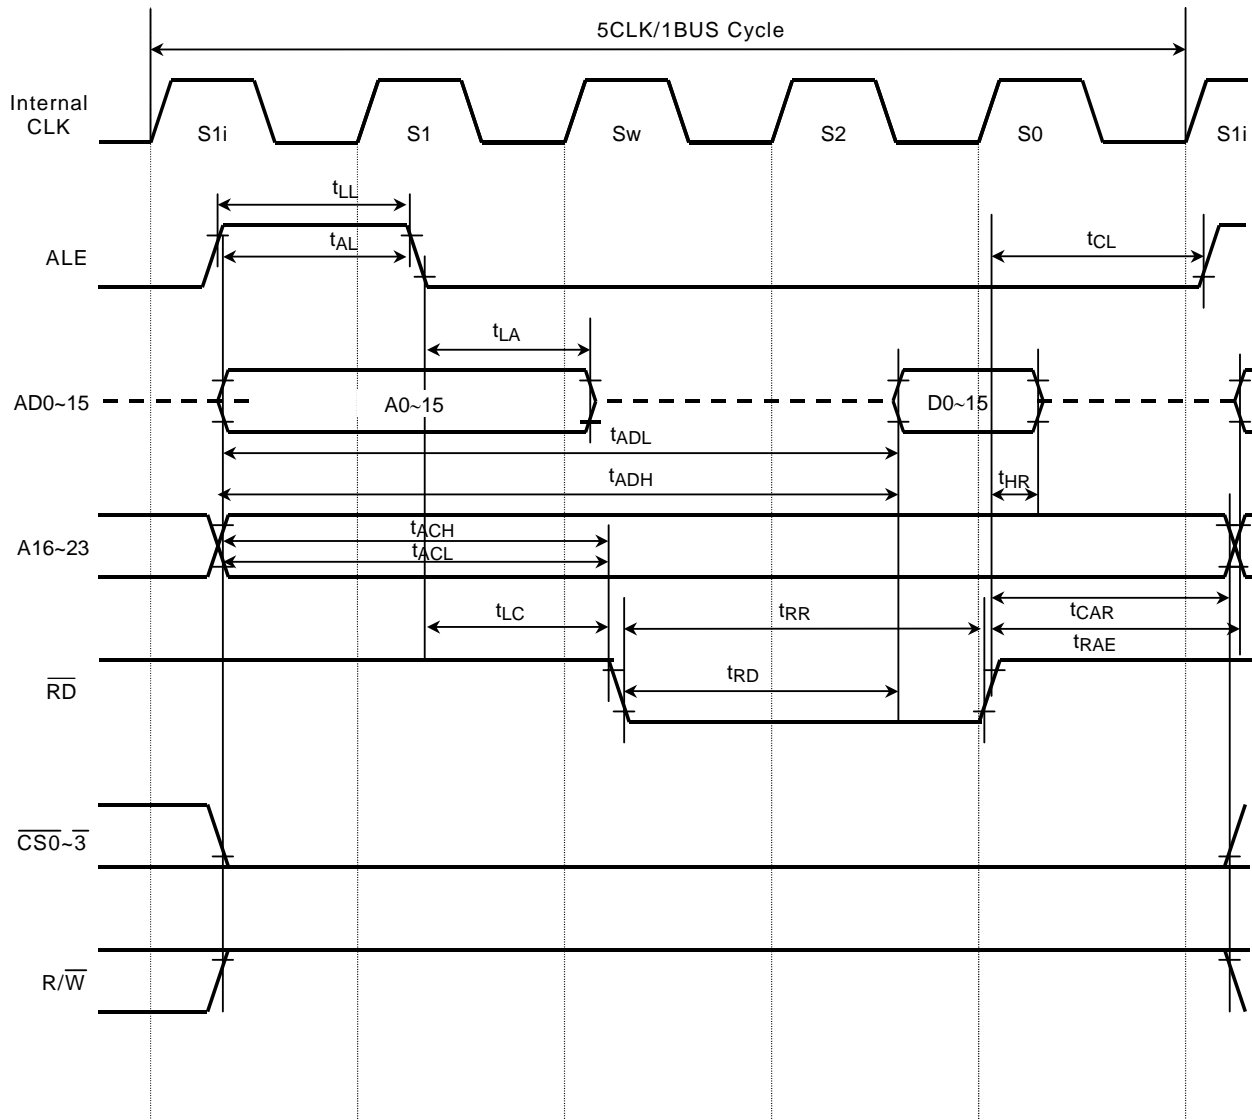 5CLK/1BUS Cycle
Internal
CLK
S1i
S1
Sw
S2
S0
S1i
tLL
ALE
tAL
tCL
tLA
AD0~15
A0~15
D0~15
tADL
tADH
tHR
A16~23
tACH
tACL
tLC
tRR
tCAR
tRAE
RD
tRD
CS0~3
R/W